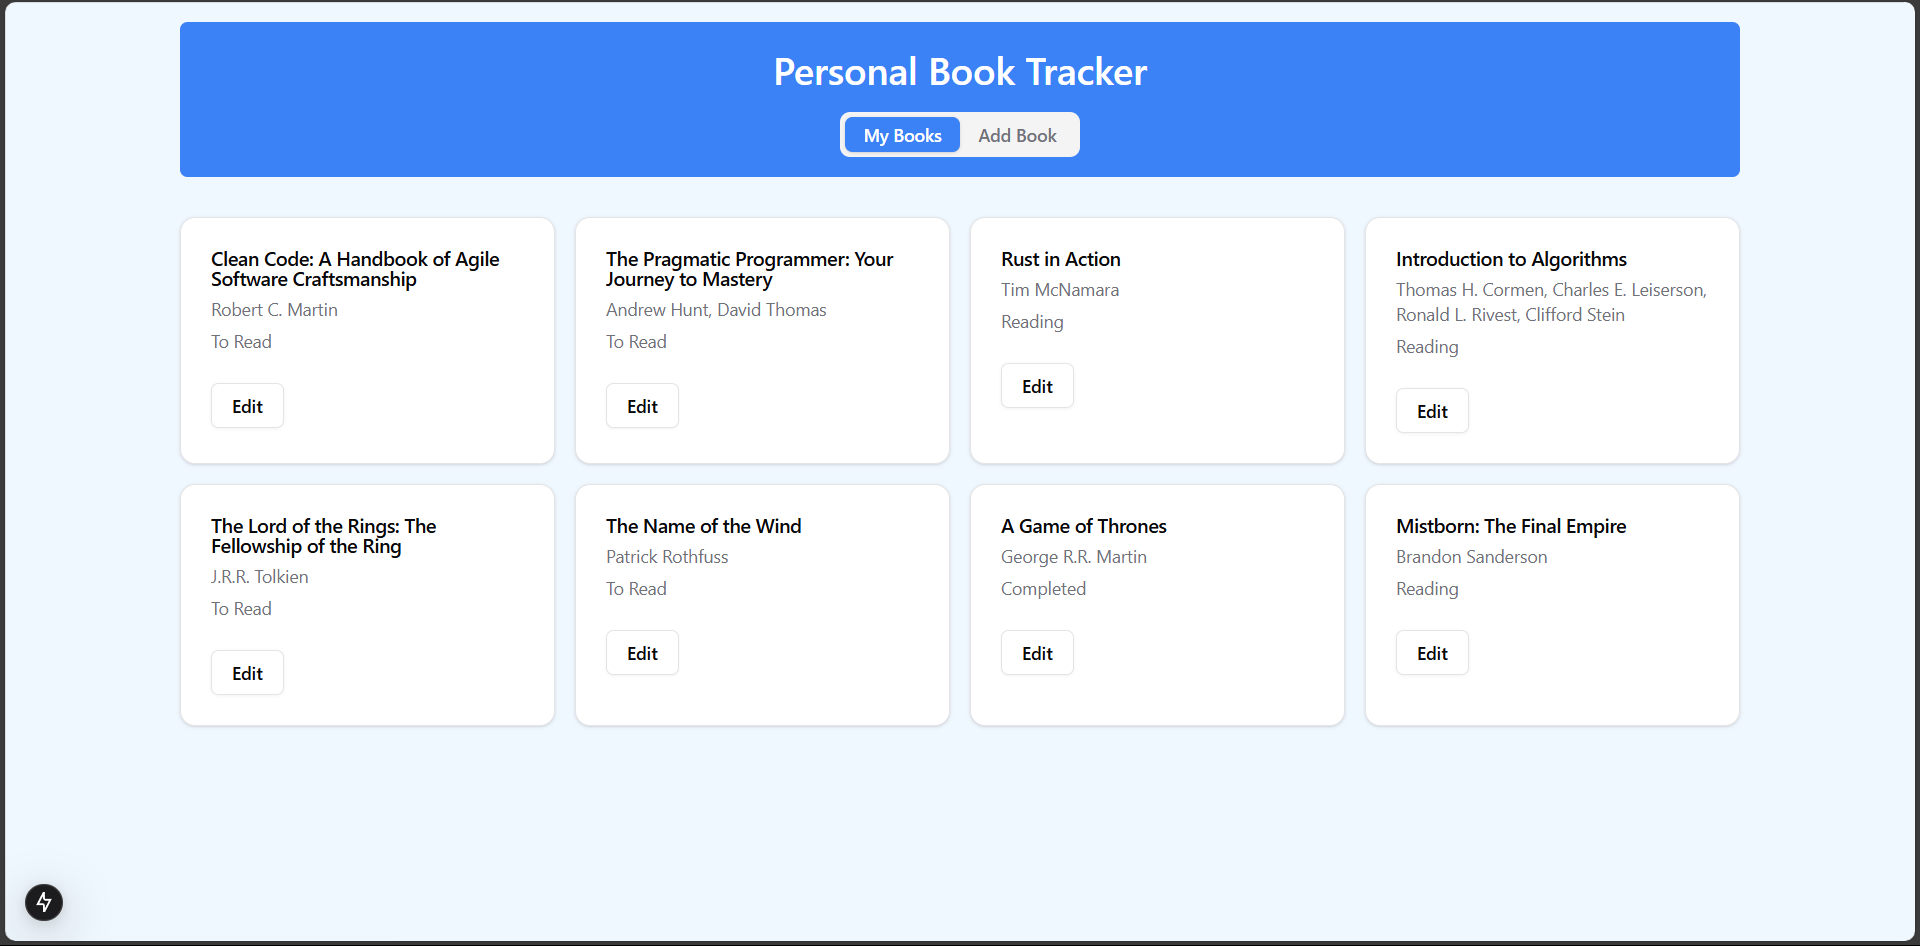 Personal Book Tracker
My Books
Add Book
Clean Code: A Handbook of Agile
Software Craftsmanship
Robert C. Martin
To Read
Edit
The Pragmatic Programmer: Your
Journey to Mastery
Andrew Hunt, David Thomas
To Read
Edit
Rust in Action
Tim McNamara
Reading
Edit
Introduction to Algorithms
Thomas H. Cormen, Charles E. Leiserson,
Ronald L. Rivest, Clifford Stein
Reading
Edit
The Lord of the Rings: The
Fellowship of the Ring
J.R.R. Tolkien
To Read
Edit
The Name of the Wind
Patrick Rothfuss
To Read
Edit
A Game of Thrones
George R.R. Martin
Completed
Edit
Mistborn: The Final Empire
Brandon Sanderson
Reading
Edit